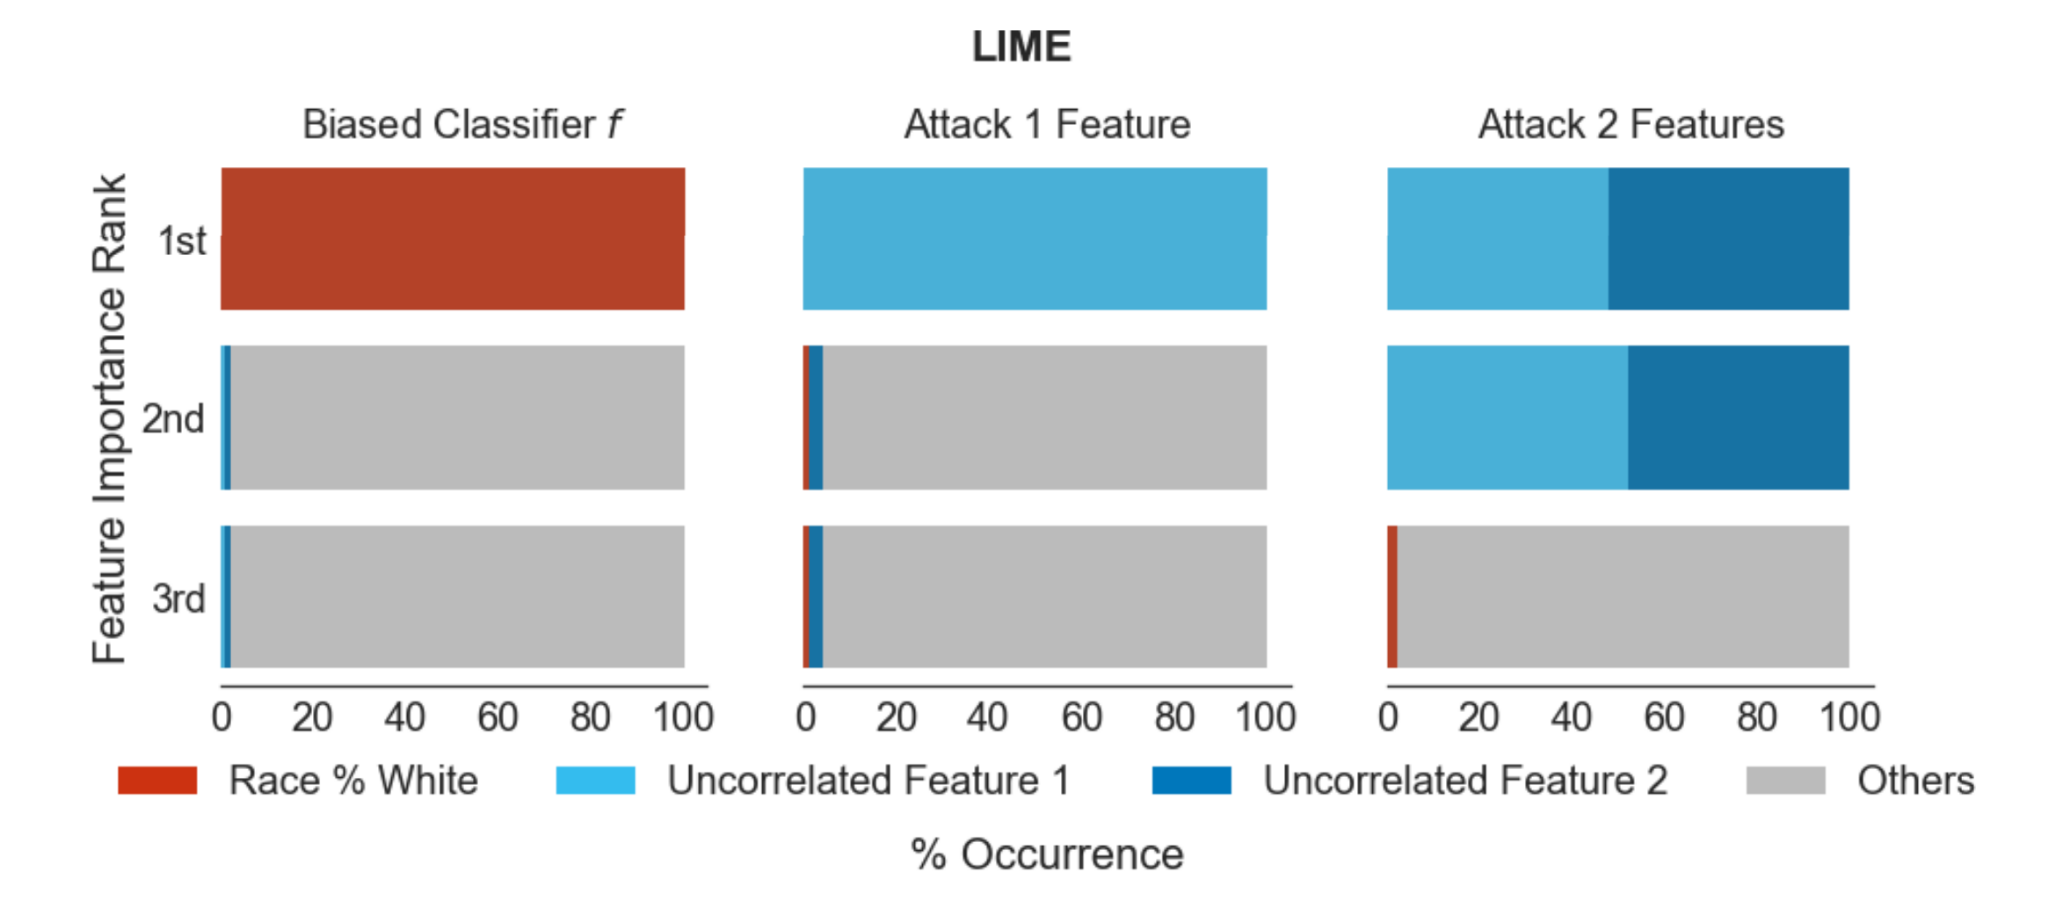 LIME
Biased Classifier f
Attack 1 Feature
Attack 2 Features
Feature Importance Rank
1st
2nd
3rd
0 20 40 60 80 100
0 20 40 60 80 100
0 20 40 60 80 100
Race % White
Uncorrelated Feature 1
Uncorrelated Feature 2
Others
% Occurrence